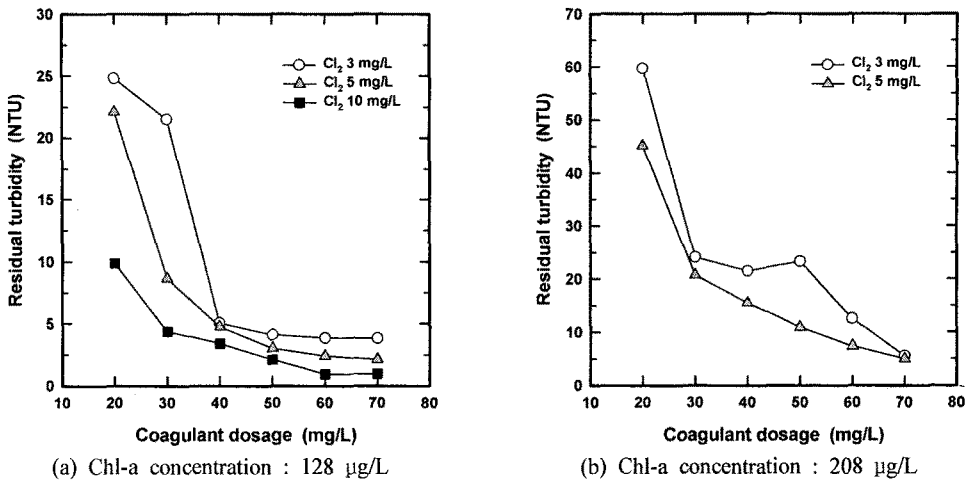 30
25
20
15
10
5
0
Residual turbidity (NTU)
Cl2 3 mg/L
Cl2 5 mg/L
Cl2 10 mg/L
10 20 30 40 50 60 70 80
Coagulant dosage (mg/L)
(a) Chl-a concentration : 128 μg/L
70
60
50
40
30
20
10
0
Residual turbidity (NTU)
Cl2 3 mg/L
Cl2 5 mg/L
10 20 30 40 50 60 70 80
Coagulant dosage (mg/L)
(b) Chl-a concentration : 208 μg/L